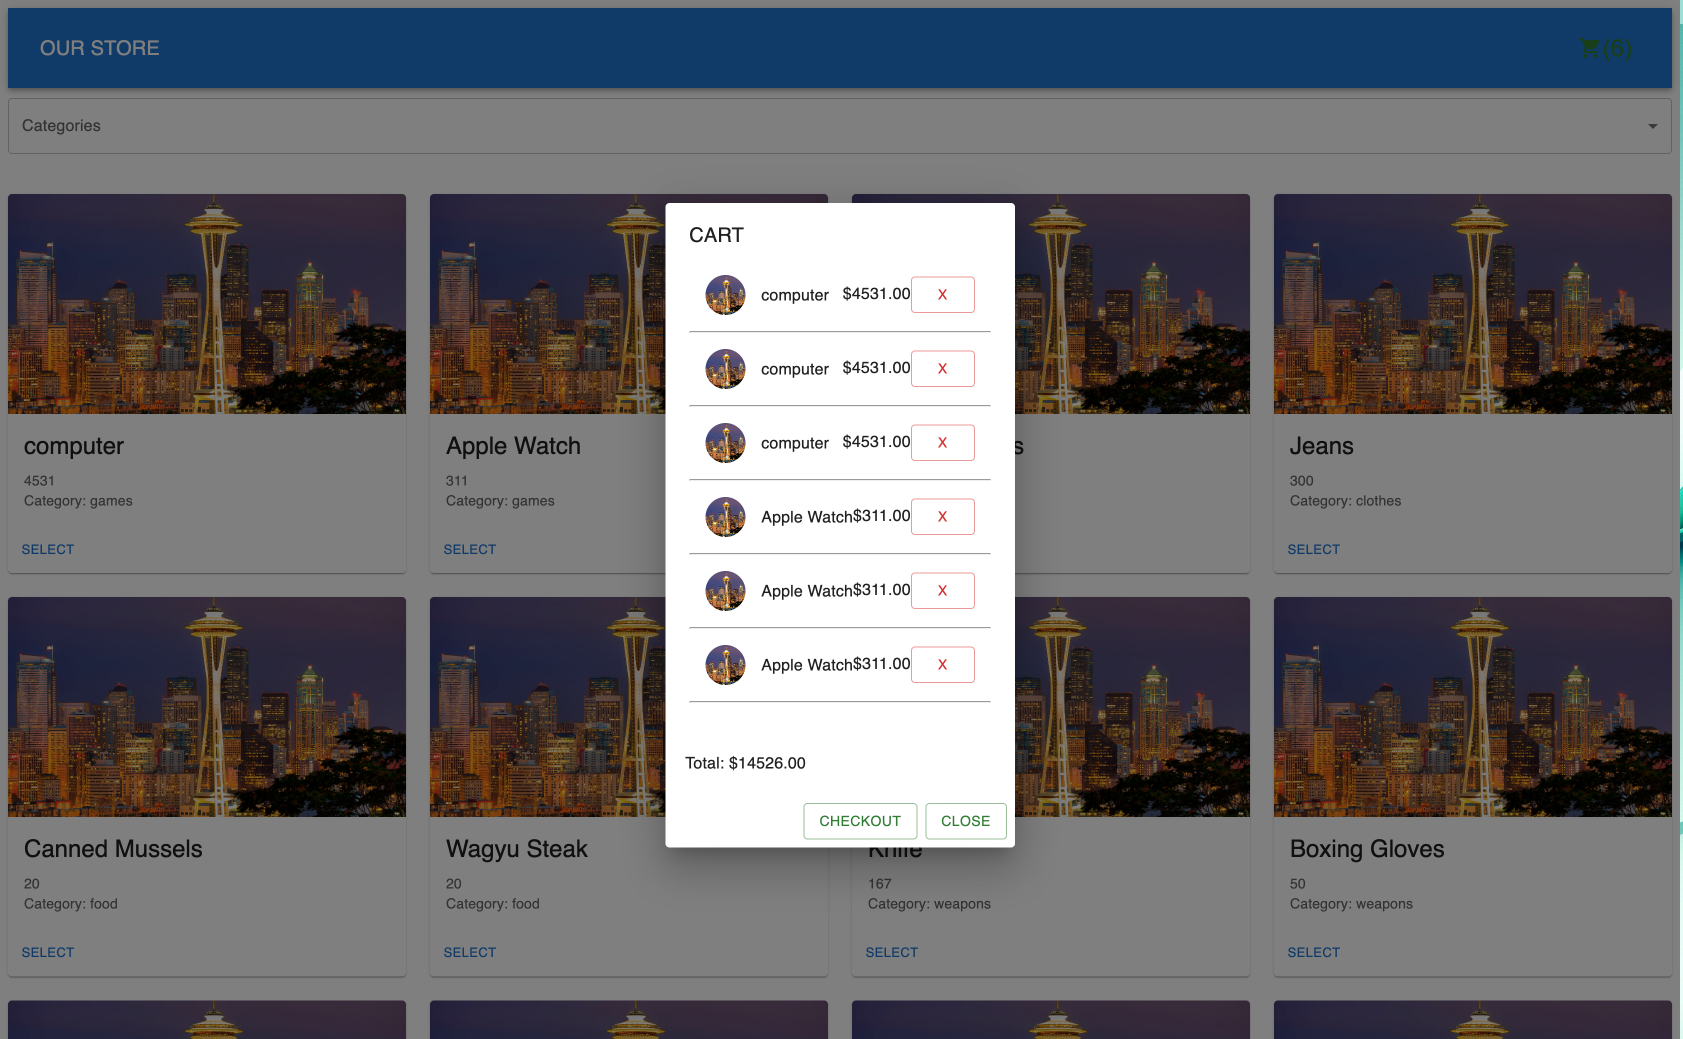 OUR STORE
(6)
Categories
CART
computer $4531.00 X
computer $4531.00 X
computer $4531.00 X
Apple Watch $311.00 X
Apple Watch $311.00 X
Apple Watch $311.00 X
Total: $14526.00
CHECKOUT CLOSE
computer
4531
Category: games
SELECT
Apple Watch
311
Category: games
SELECT
s
Jeans
300
Category: clothes
SELECT
Canned Mussels
20
Category: food
SELECT
Wagyu Steak
20
Category: food
SELECT
Knife
167
Category: weapons
SELECT
Boxing Gloves
50
Category: weapons
SELECT